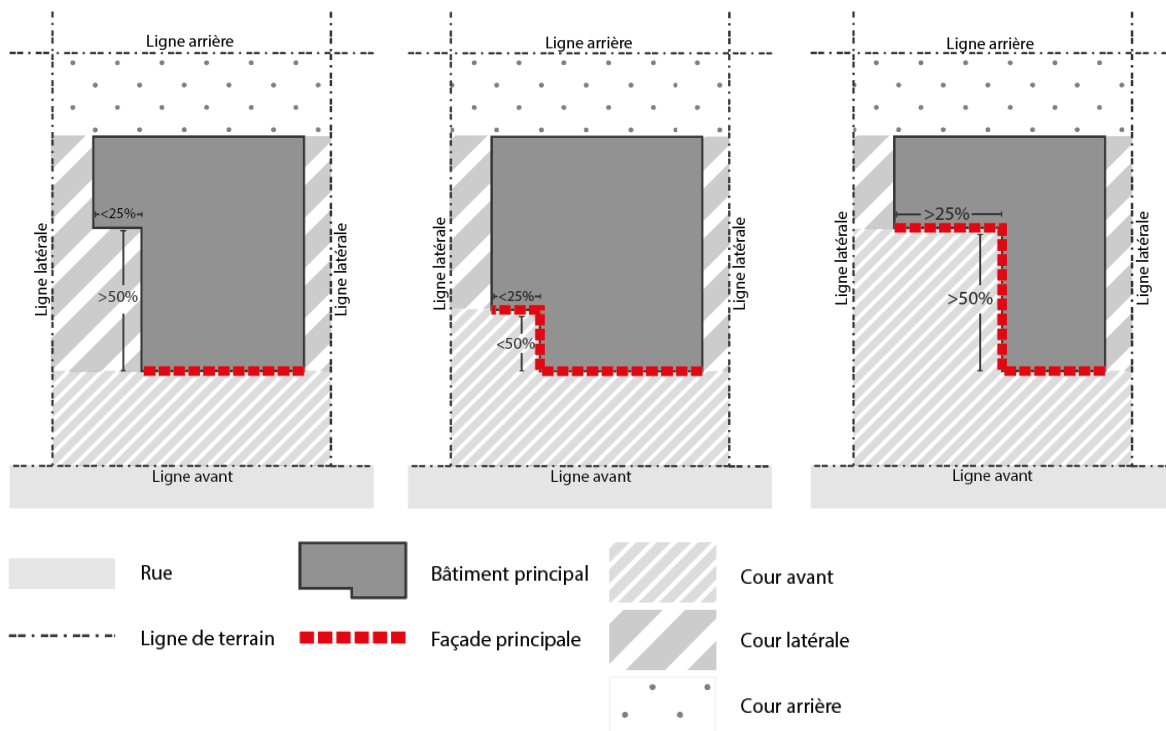 Ligne arrière
Ligne latérale
<25%
>50%
Ligne latérale
Ligne avant
Ligne arrière
Ligne latérale
<25%
<50%
Ligne latérale
Ligne avant
Ligne arrière
Ligne latérale
>25%
>50%
Ligne latérale
Ligne avant
Rue
Bâtiment principal
Cour avant
Ligne de terrain
Façade principale
Cour latérale
Cour arrière